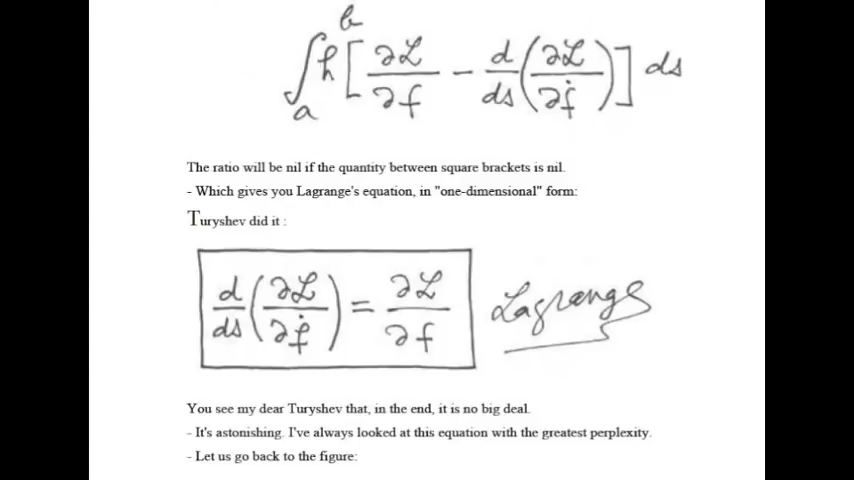 ∫ₐᵇ h [ ∂ℒ/∂f − d/ds (∂ℒ/∂ḟ) ] ds
The ratio will be nil if the quantity between square brackets is nil.
- Which gives you Lagrange's equation, in "one-dimensional" form:
Turyshev did it :
d/ds (∂ℒ/∂ḟ) = ∂ℒ/∂f Lagrange
You see my dear Turyshev that, in the end, it is no big deal.
- It's astonishing. I've always looked at this equation with the greatest perplexity.
- Let us go back to the figure: